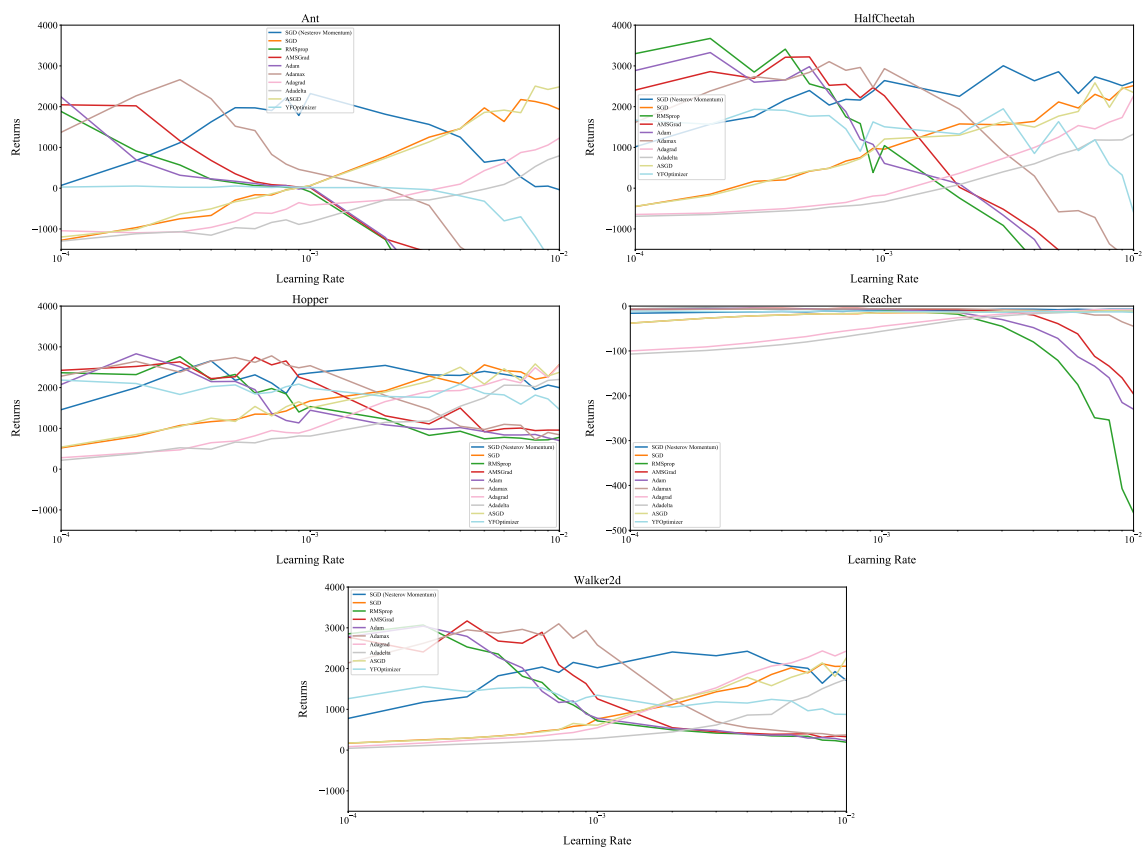 Ant
4000
3000
2000
1000
0
−1000
10−4
10−3
10−2
Returns
Learning Rate
SGD (Nesterov Momentum)
SGD
RMSprop
AMSGrad
Adam
Adamax
Adagrad
Adadelta
ASGD
YFOptimizer
HalfCheetah
4000
3000
2000
1000
0
−1000
10−4
10−3
10−2
Returns
Learning Rate
SGD (Nesterov Momentum)
SGD
RMSprop
AMSGrad
Adam
Adamax
Adagrad
Adadelta
ASGD
YFOptimizer
Hopper
4000
3000
2000
1000
0
−1000
10−4
10−3
10−2
Returns
Learning Rate
SGD (Nesterov Momentum)
SGD
RMSprop
AMSGrad
Adam
Adamax
Adagrad
Adadelta
ASGD
YFOptimizer
Reacher
0
−100
−200
−300
−400
−500
10−4
10−3
10−2
Returns
Learning Rate
SGD (Nesterov Momentum)
SGD
RMSprop
AMSGrad
Adam
Adamax
Adagrad
Adadelta
ASGD
YFOptimizer
Walker2d
4000
3000
2000
1000
0
−1000
10−4
10−3
10−2
Returns
Learning Rate
SGD (Nesterov Momentum)
SGD
RMSprop
AMSGrad
Adam
Adamax
Adagrad
Adadelta
ASGD
YFOptimizer